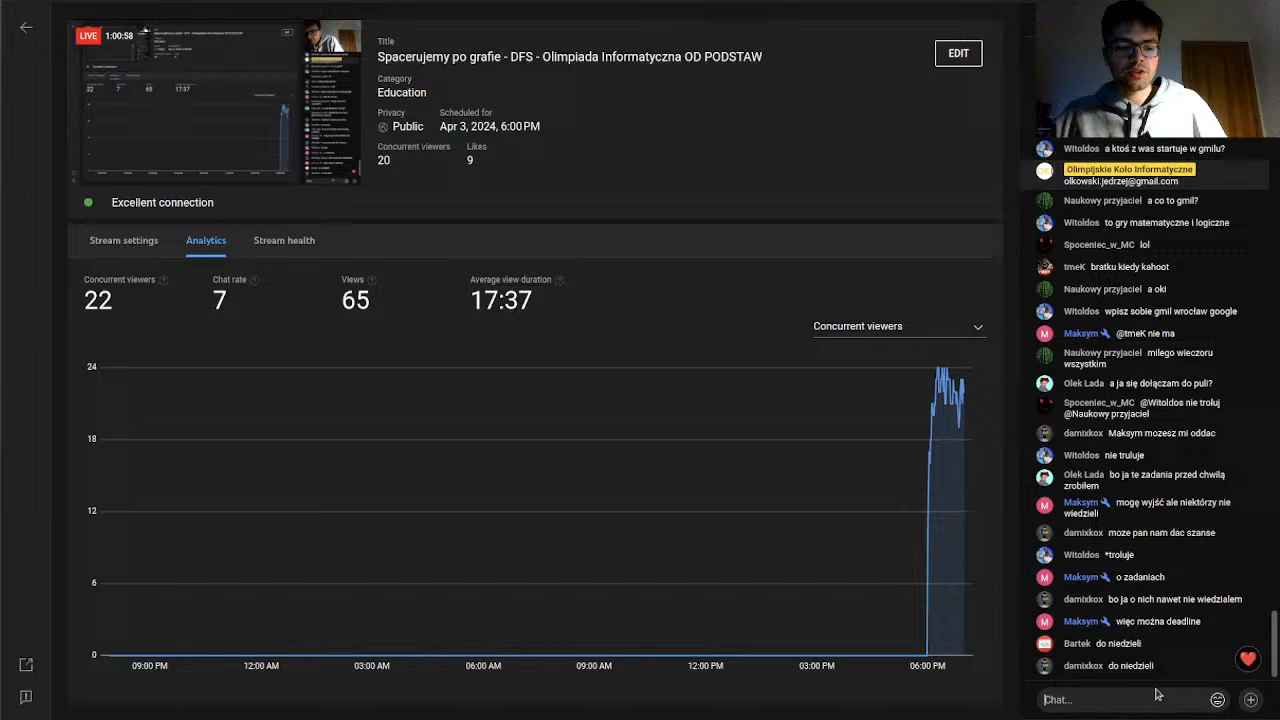 LIVE 1:00:58
Title
Spacerujemy po grafie - DFS - Olimpiada Informatyczna OD PODSTAW
EDIT
Category
Education
Privacy
Public
Scheduled for
Apr 3, 2024
Concurrent viewers
20
Likes
9
Excellent connection
Stream settings
Analytics
Stream health
Concurrent viewers
22
Chat rate
7
Views
65
Average view duration
17:37
Concurrent viewers
24
18
12
6
0
09:00 PM
12:00 AM
03:00 AM
06:00 AM
09:00 AM
12:00 PM
03:00 PM
06:00 PM
Witoldos a ktoś z was startuje w gmilu?
Olimpijskie Koło Informatyczne
olkowski.jedrzej@gmail.com
Naukowy przyjaciel a co to gmil?
Witoldos to gry matematyczne i logiczne
Spoceniec_w_MC lol
tmeK bratku kiedy kahoot
Naukowy przyjaciel a oki
Witoldos wpisz sobie gmil wrocław google
Maksym @tmeK nie ma
Naukowy przyjaciel milego wieczoru
wszystkim
Olek Lada a ja się dołączam do puli?
Spoceniec_w_MC @Witoldos nie troluj
@Naukowy przyjaciel
damixkox Maksym mozesz mi oddac
Witoldos nie truluje
Olek Lada bo ja te zadania przed chwilą
zrobiłem
Maksym mogę wyjść ale niektórzy nie
wiedzieli
damixkox moze pan nam dac szanse
Witoldos *troluje
Maksym o zadaniach
damixkox bo ja o nich nawet nie wiedzialem
Maksym więc można deadline
Bartek do niedzieli
damixkox do niedzieli
Chat...